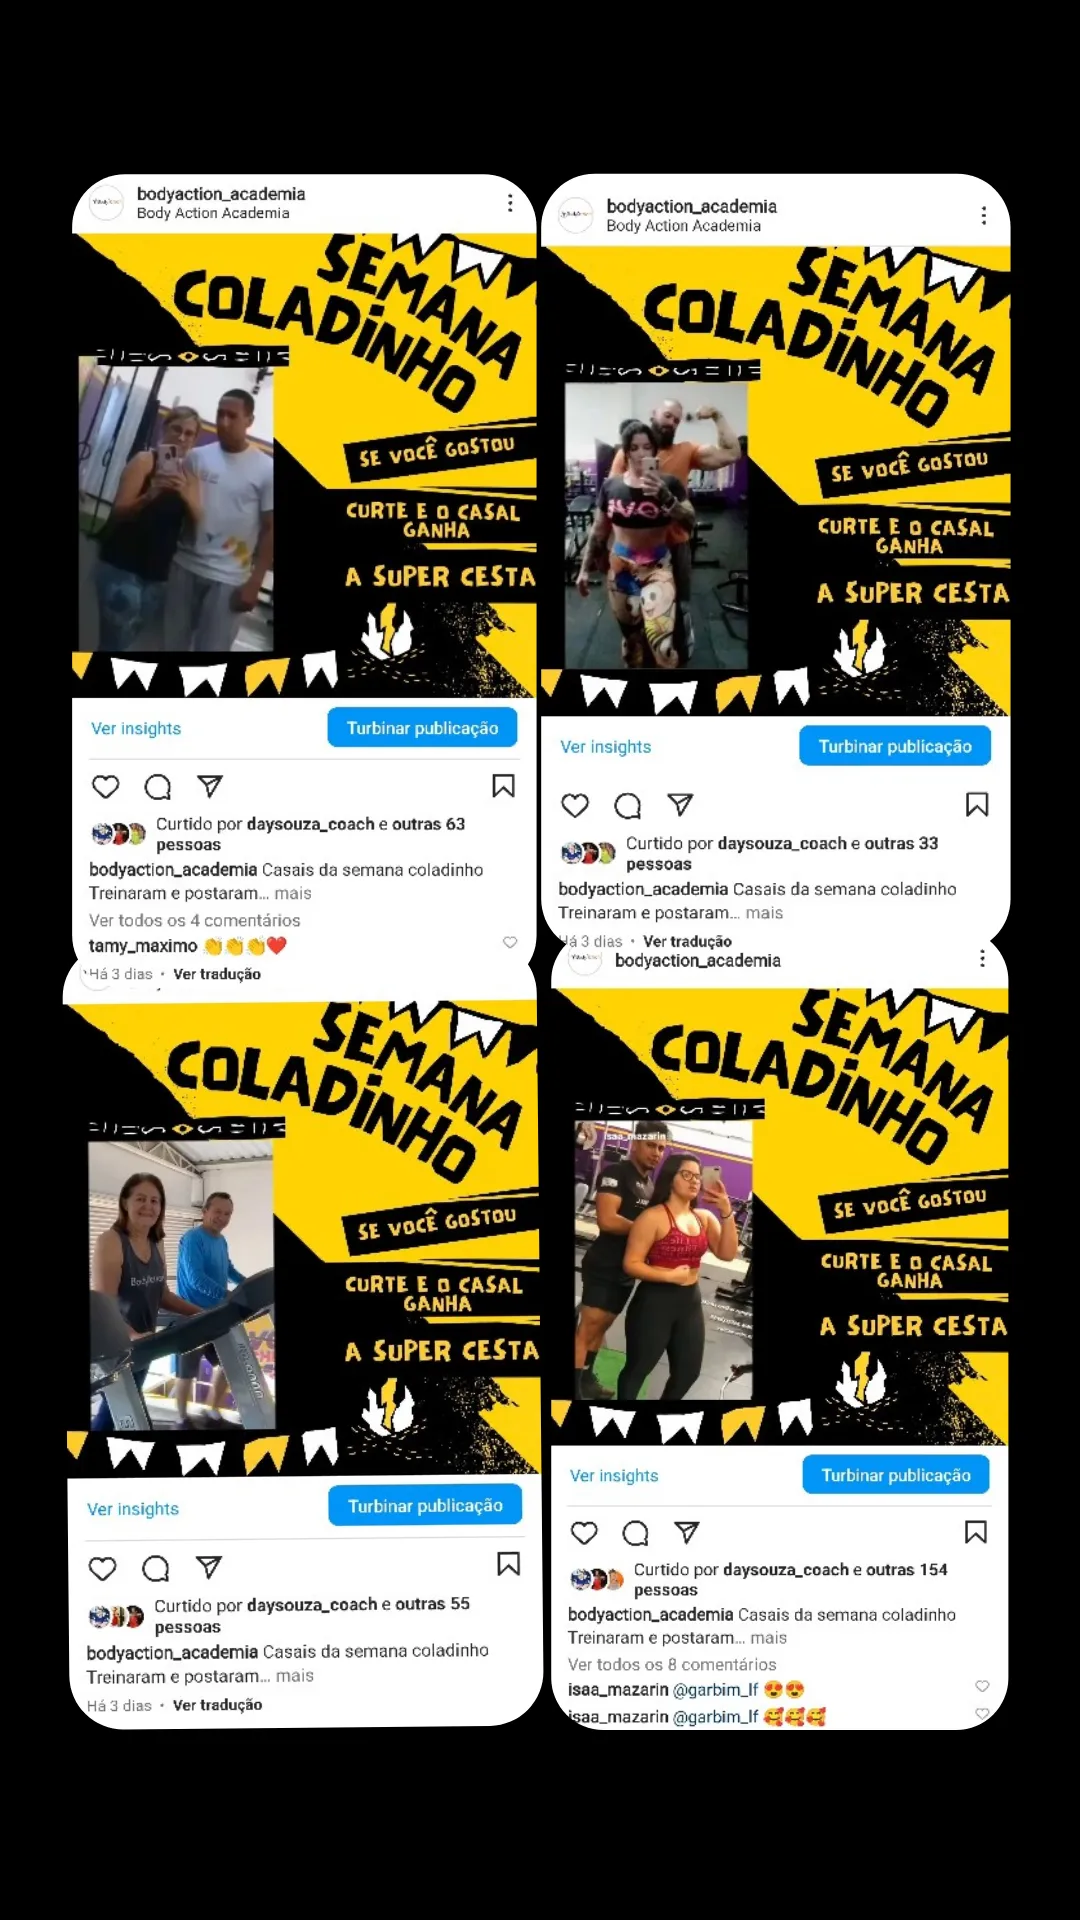 bodyaction_academia
Body Action Academia
SEMANA
COLADINHO
SE VOCÊ GOSTOU
CURTE E O CASAL
GANHA
A SUPER CESTA
Ver insights
Turbinar publicação
Curtido por daysouza_coach e outras 63
pessoas
bodyaction_academia Casais da semana coladinho
Treinaram e postaram... mais
Ver todos os 4 comentários
tamy_maximo 👏👏👏❤️
Há 3 dias • Ver tradução
bodyaction_academia
Body Action Academia
SEMANA
COLADINHO
SE VOCÊ GOSTOU
CURTE E O CASAL
GANHA
A SUPER CESTA
Ver insights
Turbinar publicação
Curtido por daysouza_coach e outras 33
pessoas
bodyaction_academia Casais da semana coladinho
Treinaram e postaram... mais
Há 3 dias • Ver tradução
SEMANA
COLADINHO
BodyAction
SE VOCÊ GOSTOU
CURTE E O CASAL
GANHA
A SUPER CESTA
Ver insights
Turbinar publicação
Curtido por daysouza_coach e outras 55
pessoas
bodyaction_academia Casais da semana coladinho
Treinaram e postaram... mais
Há 3 dias • Ver tradução
bodyaction_academia
SEMANA
COLADINHO
isaa_mazarin
SE VOCÊ GOSTOU
CURTE E O CASAL
GANHA
A SUPER CESTA
Ver insights
Turbinar publicação
Curtido por daysouza_coach e outras 154
pessoas
bodyaction_academia Casais da semana coladinho
Treinaram e postaram... mais
Ver todos os 8 comentários
isaa_mazarin @garbim_lf 😍😍
isaa_mazarin @garbim_lf 🥰🥰🥰